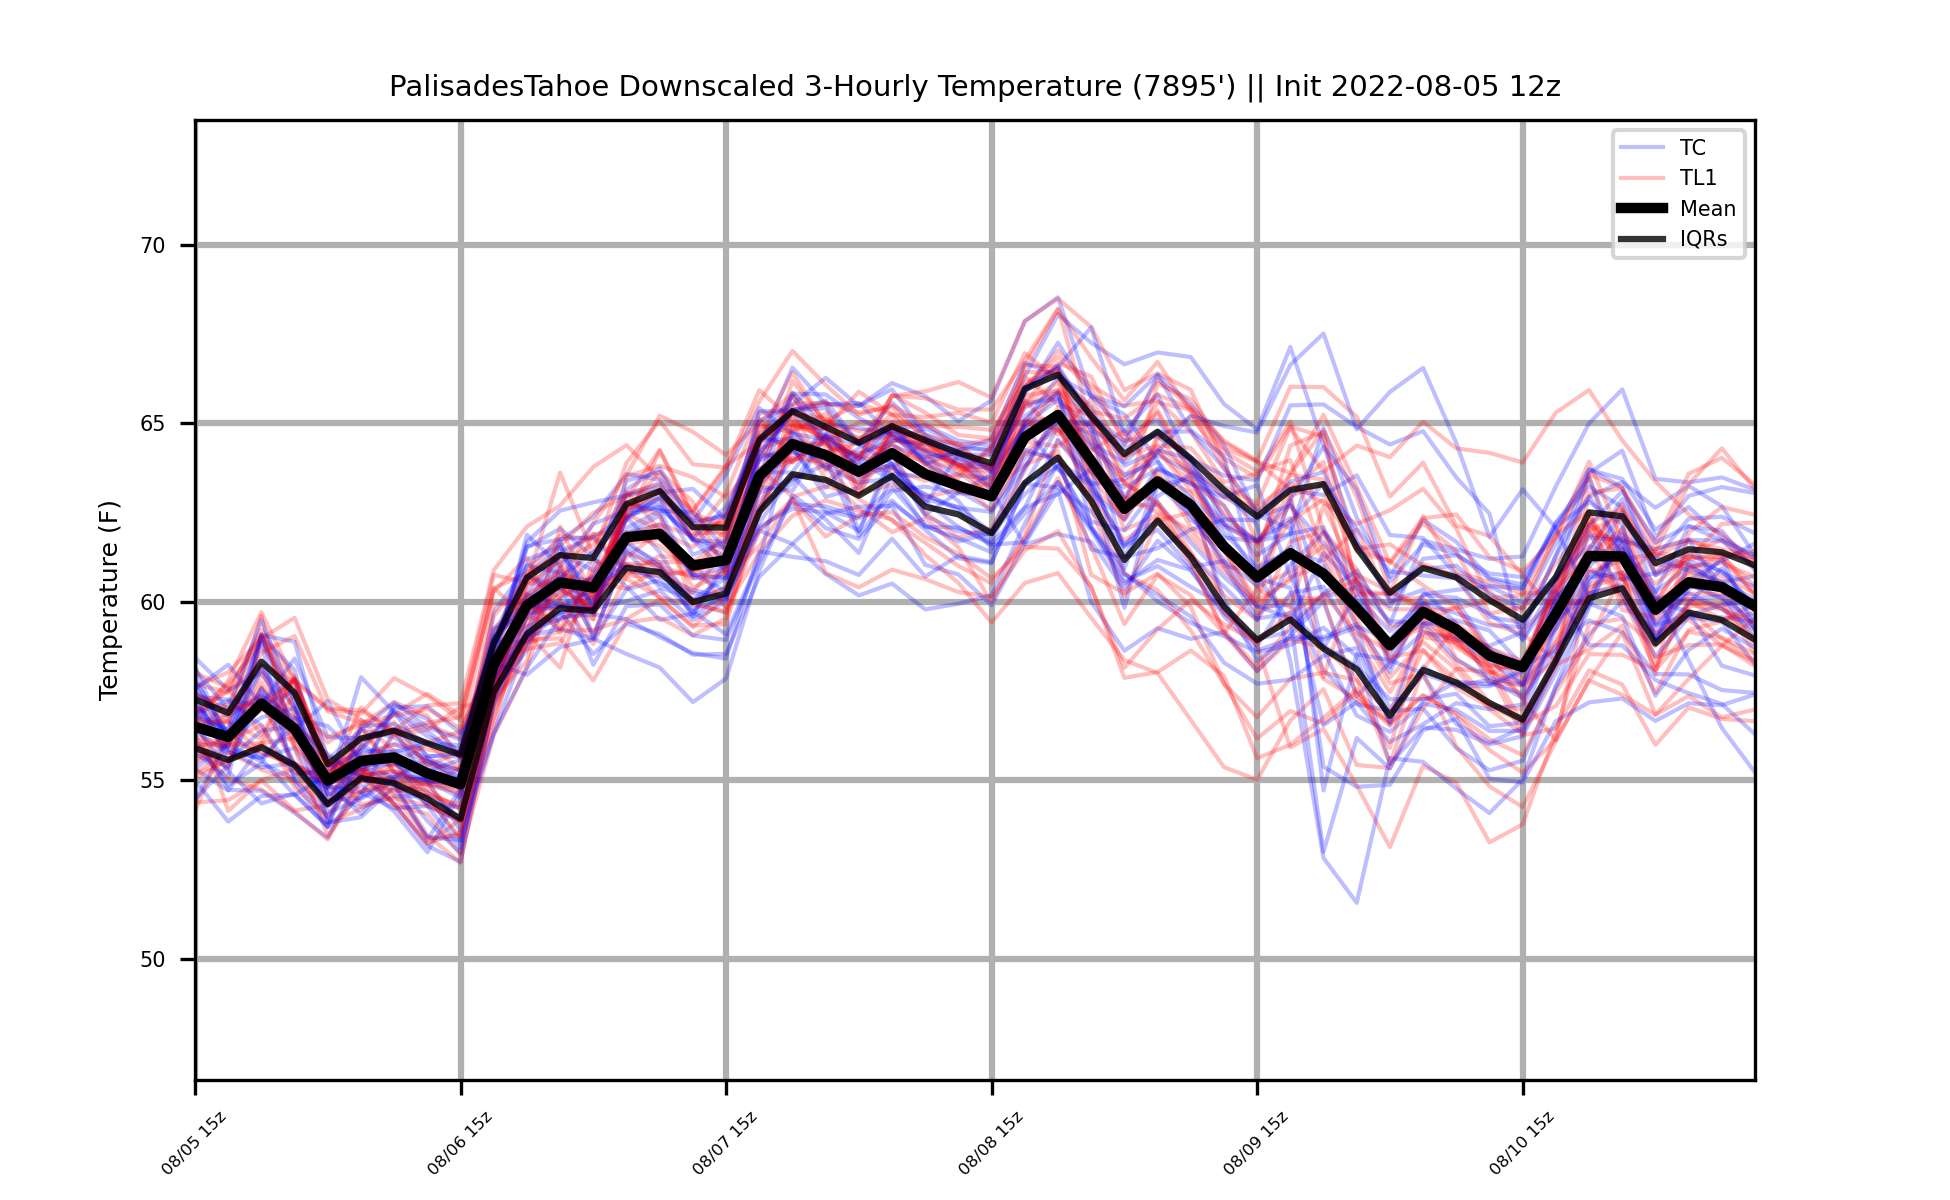 PalisadesTahoe Downscaled 3-Hourly Temperature (7895') || Init 2022-08-05 12z
TC
TL1
Mean
IQRs
Temperature (F)
70
65
60
55
50
08/05 15z
08/06 15z
08/07 15z
08/08 15z
08/09 15z
08/10 15z